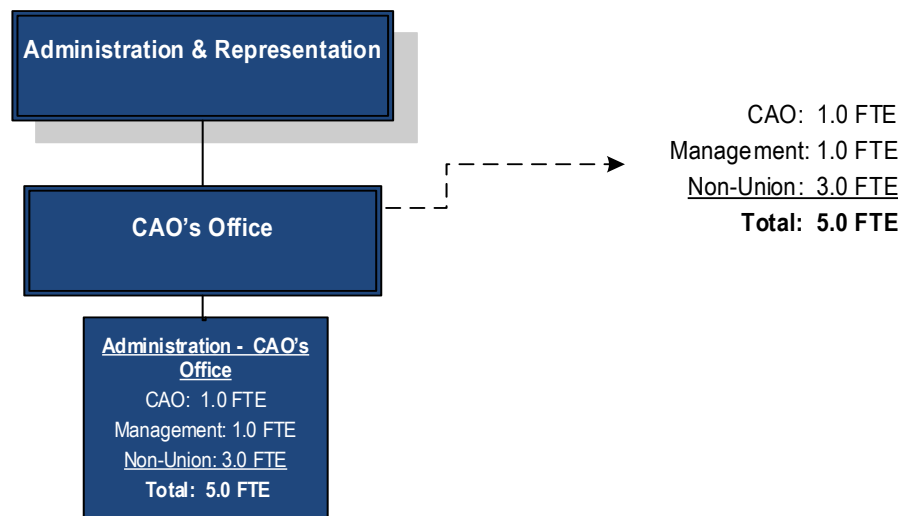 Administration & Representation
CAO: 1.0 FTE
Management: 1.0 FTE
Non-Union: 3.0 FTE
Total: 5.0 FTE
CAO’s Office
Administration - CAO’s
Office
CAO: 1.0 FTE
Management: 1.0 FTE
Non-Union: 3.0 FTE
Total: 5.0 FTE